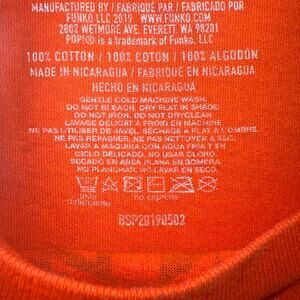 MANUFACTURED BY / FABRIQUÉ PAR / FABRICADO POR
FUNKO LLC 2019 WWW.FUNKO.COM
2802 WETMORE AVE. EVERETT, WA 98201
POP!® is a trademark of Funko, LLC.
100% COTTON / 100% COTON / 100% ALGODÓN
MADE IN NICARAGUA / FABRIQUÉ EN NICARAGUA
HECHO EN NICARAGUA
GENTLE COLD MACHINE WASH.
DO NOT BLEACH. DRY FLAT IN SHADE.
DO NOT IRON. DO NOT DRYCLEAN.
LAVAGE DÉLICAT À FROID EN MACHINE.
NE PAS UTILISER DE JAVEL. SÉCHAGE À PLAT À L'OMBRE.
NE PAS REPASSER. NE PAS NETTOYER À SEC.
LAVAR A MÁQUINA CON AGUA FRIA Y EN
CICLO DELICADO. NO USAR CLORO.
SECADO EN ÁREA PLANA EN SOMBRA.
NO PLANCHAR. NO LAVAR EN SECO.
no exprimir
BSP20190502